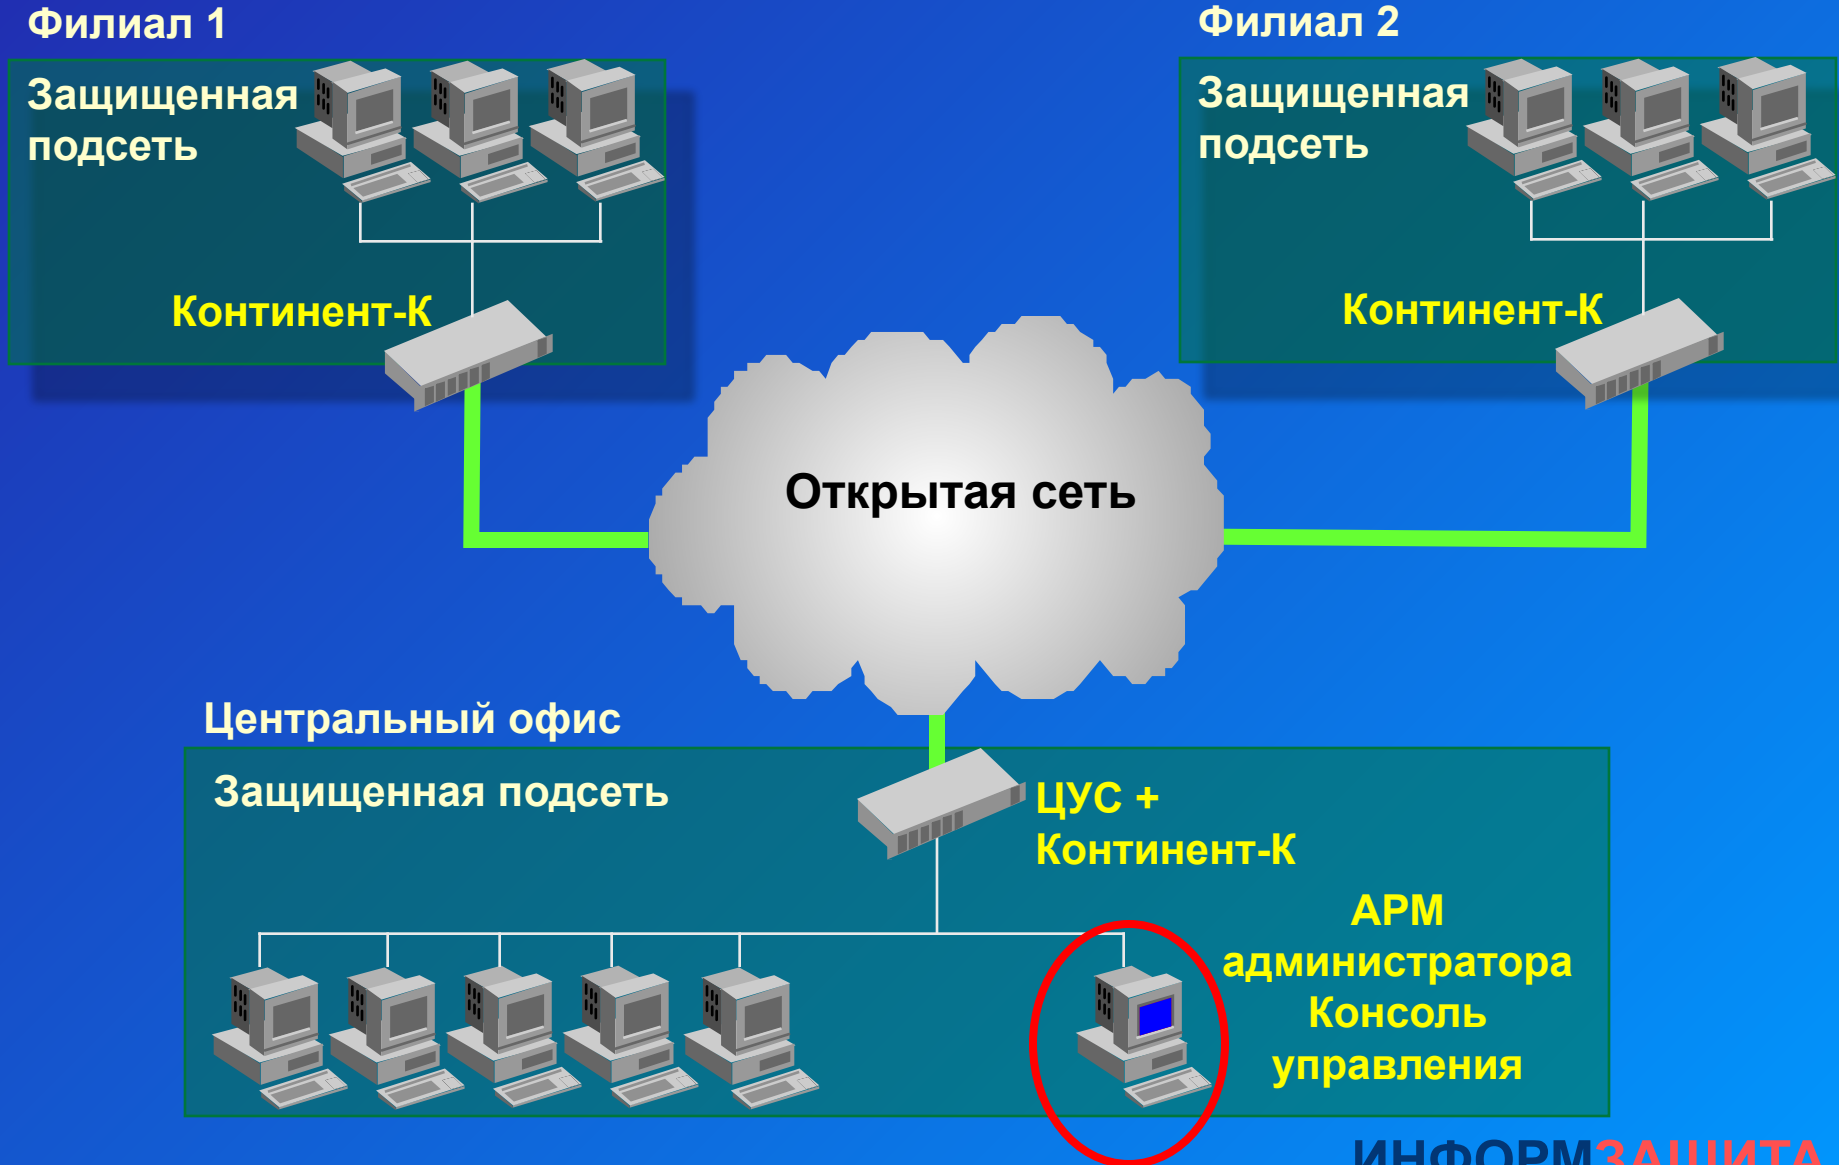 Филиал 1
Защищенная
подсеть
Континент-К
Филиал 2
Защищенная
подсеть
Континент-К
Открытая сеть
Центральный офис
Защищенная подсеть
ЦУС +
Континент-К
АРМ
администратора
Консоль
управления
ИНФОРМЗАЩИТА